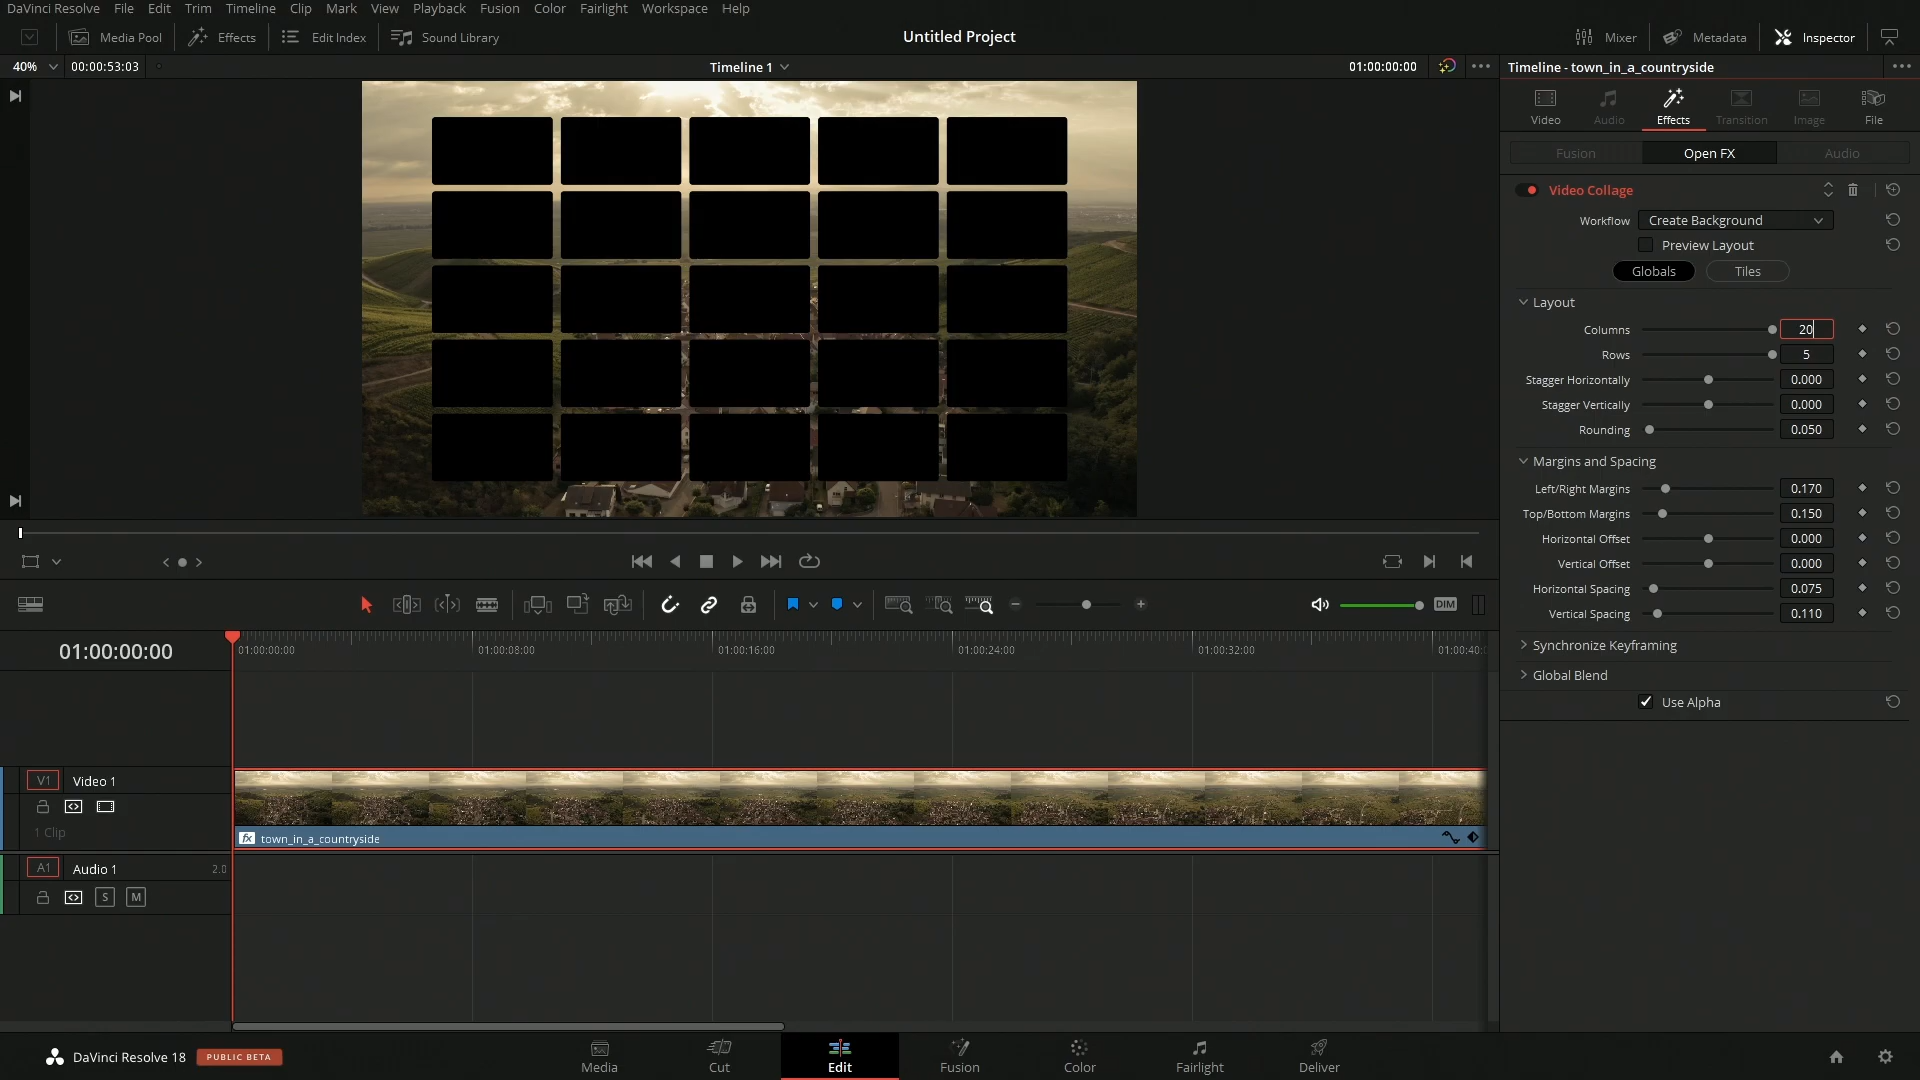 DaVinci Resolve File Edit Trim Timeline Clip Mark View Playback Fusion Color Fairlight Workspace Help
Media Pool Effects Edit Index Sound Library Untitled Project Mixer Metadata Inspector
40% 00:00:53:03 Timeline 1 01:00:00:00 Timeline - town_in_a_countryside
Video Audio Effects Transition Image File
Fusion Open FX Audio
Video Collage
Workflow Create Background
Preview Layout
Globals Tiles
Layout
Columns 20
Rows 5
Stagger Horizontally 0.000
Stagger Vertically 0.000
Rounding 0.050
Margins and Spacing
Left/Right Margins 0.170
Top/Bottom Margins 0.150
Horizontal Offset 0.000
Vertical Offset 0.000
Horizontal Spacing 0.075
Vertical Spacing 0.110
Synchronize Keyframing
Global Blend
Use Alpha
DIM
01:00:00:00
01:00:00:00 01:00:08:00 01:00:16:00 01:00:24:00 01:00:32:00 01:00:40:
V1 Video 1
1 Clip
fx town_in_a_countryside
A1 Audio 1 2.0
S M
DaVinci Resolve 18 PUBLIC BETA
Media Cut Edit Fusion Color Fairlight Deliver